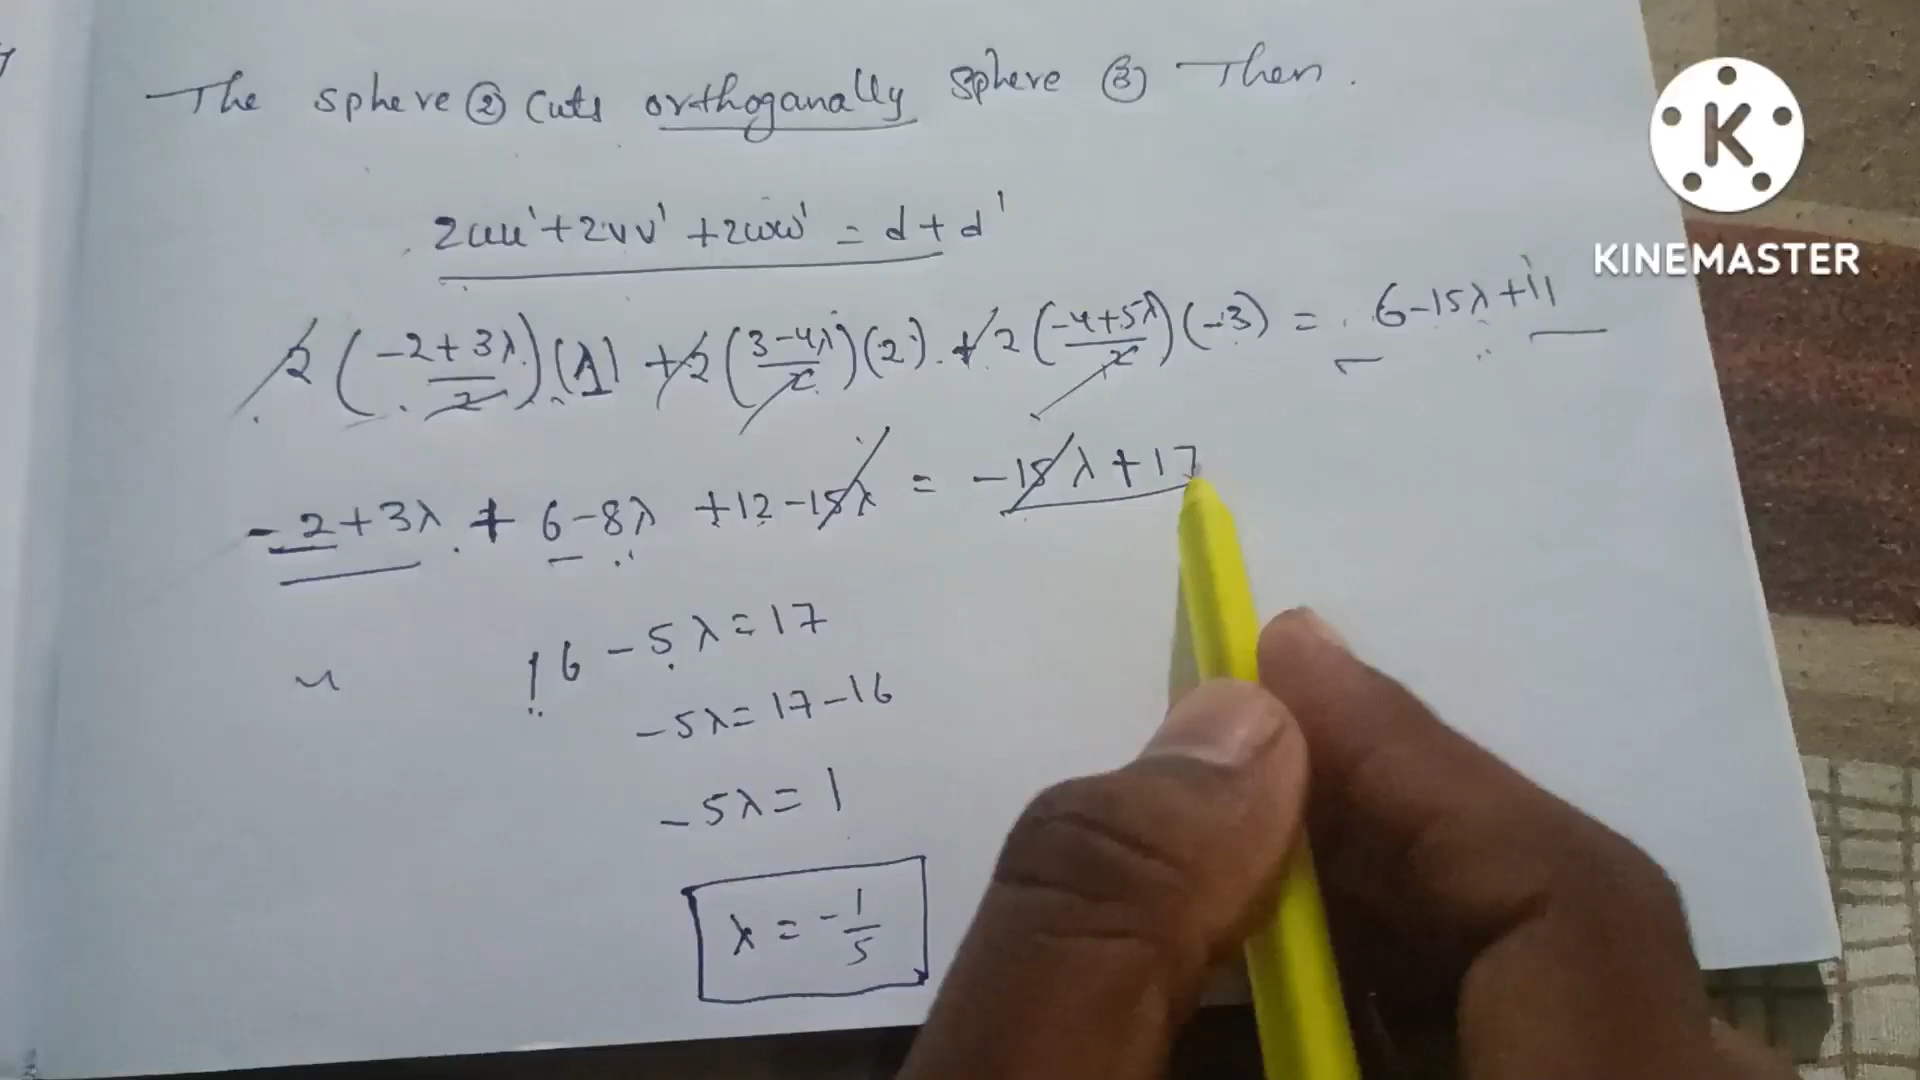 The sphere ② cuts orthoganally sphere ③ Then.
2uu'+2vv'+2ww' = d+d'
2(-2+3λ/2)(1)+2(3-4λ/2)(2)+2(-4+5λ/2)(-3) = 6-15λ+11
-2+3λ+6-8λ+12-15λ = -15λ+17
16-5λ=17
-5λ=17-16
-5λ=1
λ=-1/5
K
KINEMASTER